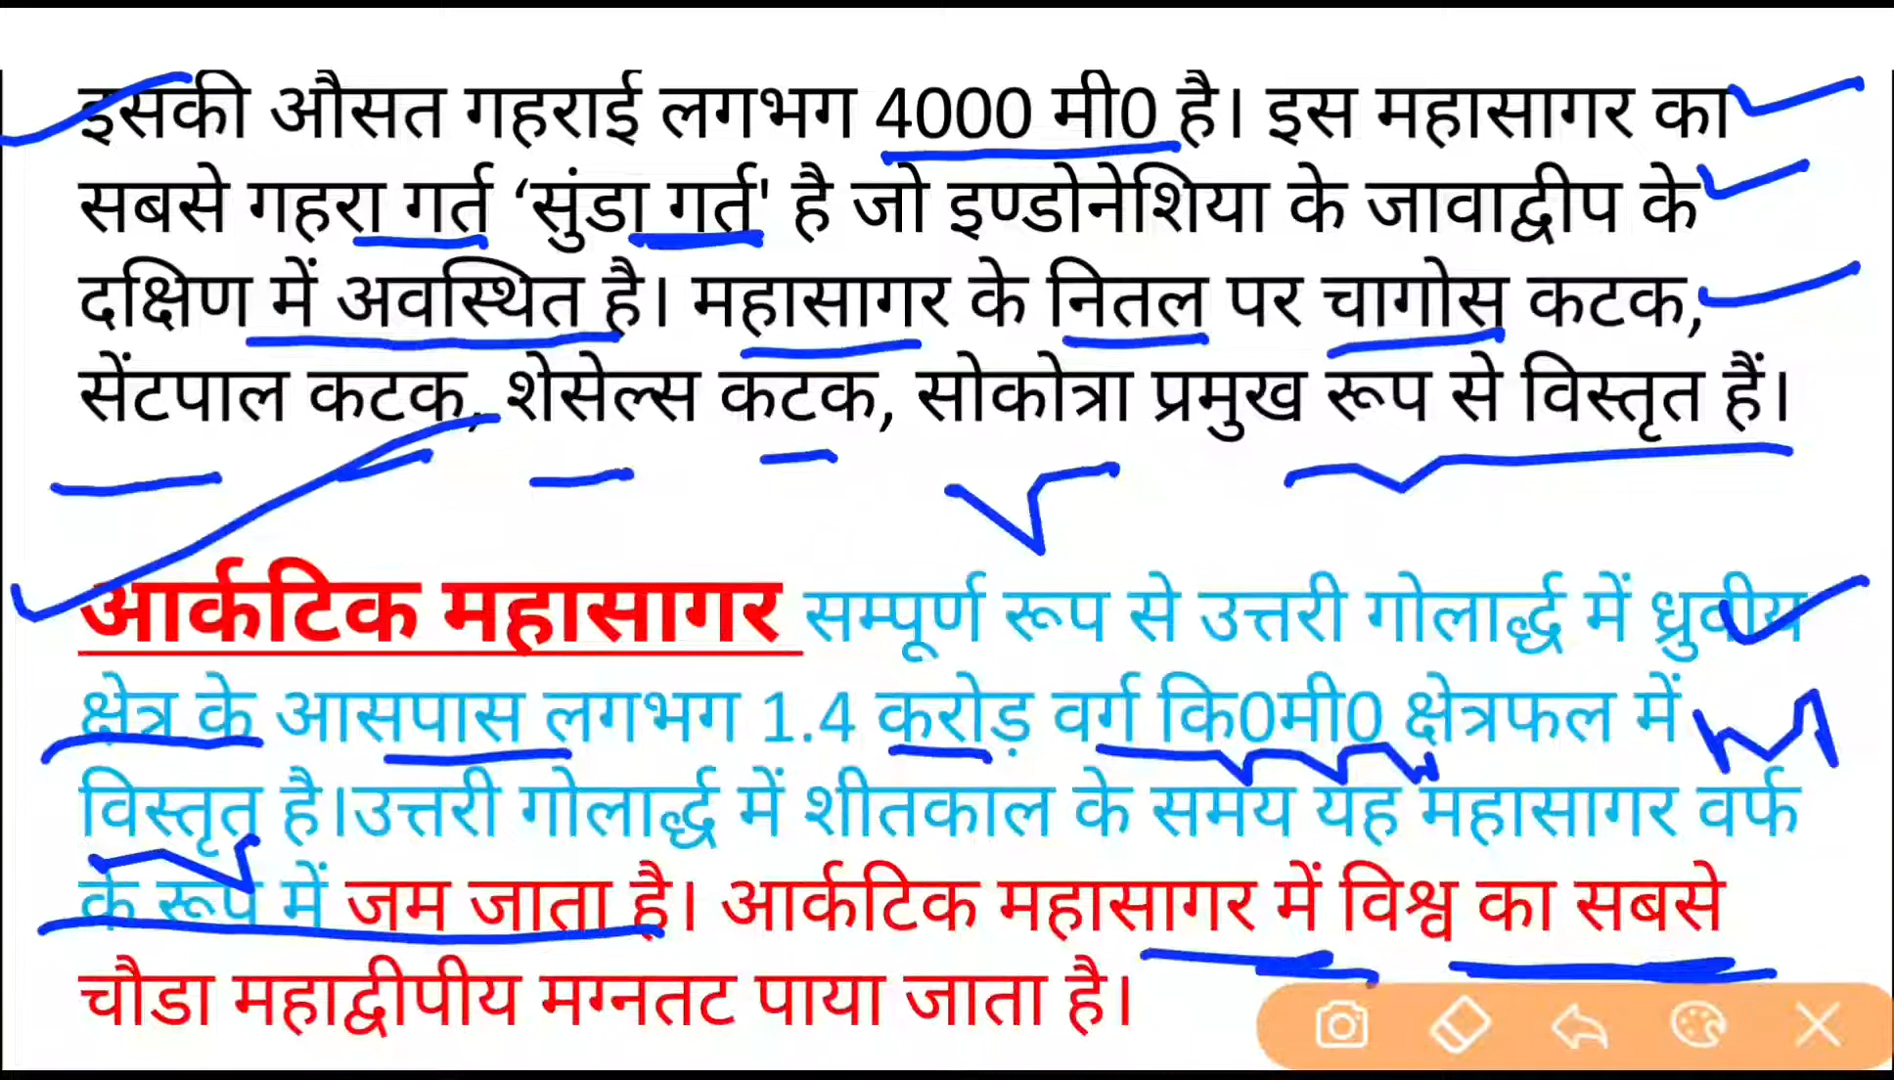 इसकी औसत गहराई लगभग 4000 मी0 है। इस महासागर का
सबसे गहरा गर्त ‘सुंडा गर्त' है जो इण्डोनेशिया के जावाद्वीप के
दक्षिण में अवस्थित है। महासागर के नितल पर चागोस कटक,
सेंटपाल कटक, शेसेल्स कटक, सोकोत्रा प्रमुख रूप से विस्तृत हैं।
आर्कटिक महासागर सम्पूर्ण रूप से उत्तरी गोलार्द्ध में ध्रुवीय
क्षेत्र के आसपास लगभग 1.4 करोड़ वर्ग कि0मी0 क्षेत्रफल में
विस्तृत है।उत्तरी गोलार्द्ध में शीतकाल के समय यह महासागर वर्फ
के रूप में जम जाता है। आर्कटिक महासागर में विश्व का सबसे
चौडा महाद्वीपीय मग्नतट पाया जाता है।